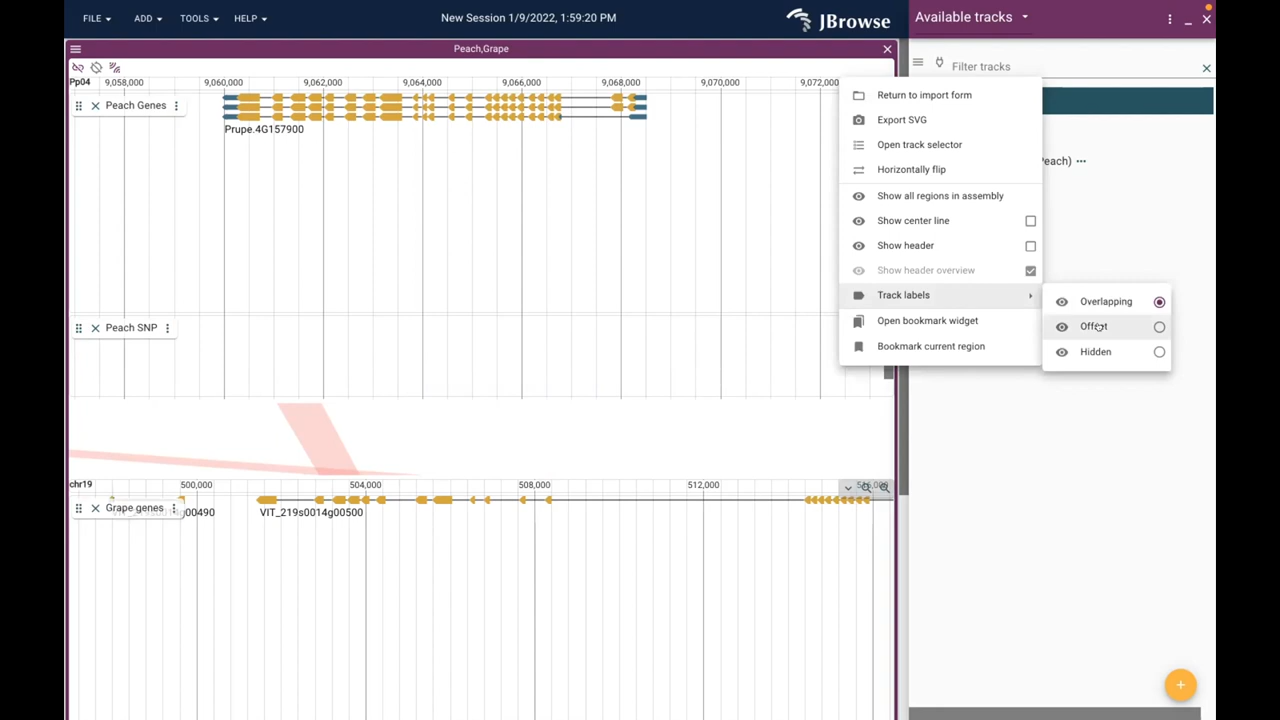 FILE ADD TOOLS HELP
New Session 1/9/2022, 1:59:20 PM
JBrowse
Available tracks
Peach,Grape
Filter tracks
Pp04 9,058,000 9,060,000 9,062,000 9,064,000 9,066,000 9,068,000 9,070,000 9,072,000
Peach Genes
Prupe.4G157900
Return to import form
Export SVG
Open track selector
Horizontally flip
Show all regions in assembly
Show center line
Show header
Show header overview
Track labels
Open bookmark widget
Bookmark current region
Peach) ...
Overlapping
Offset
Hidden
Peach SNP
chr19 500,000 504,000 508,000 512,000 516,000
Grape genes
VIT_219s0014g00500